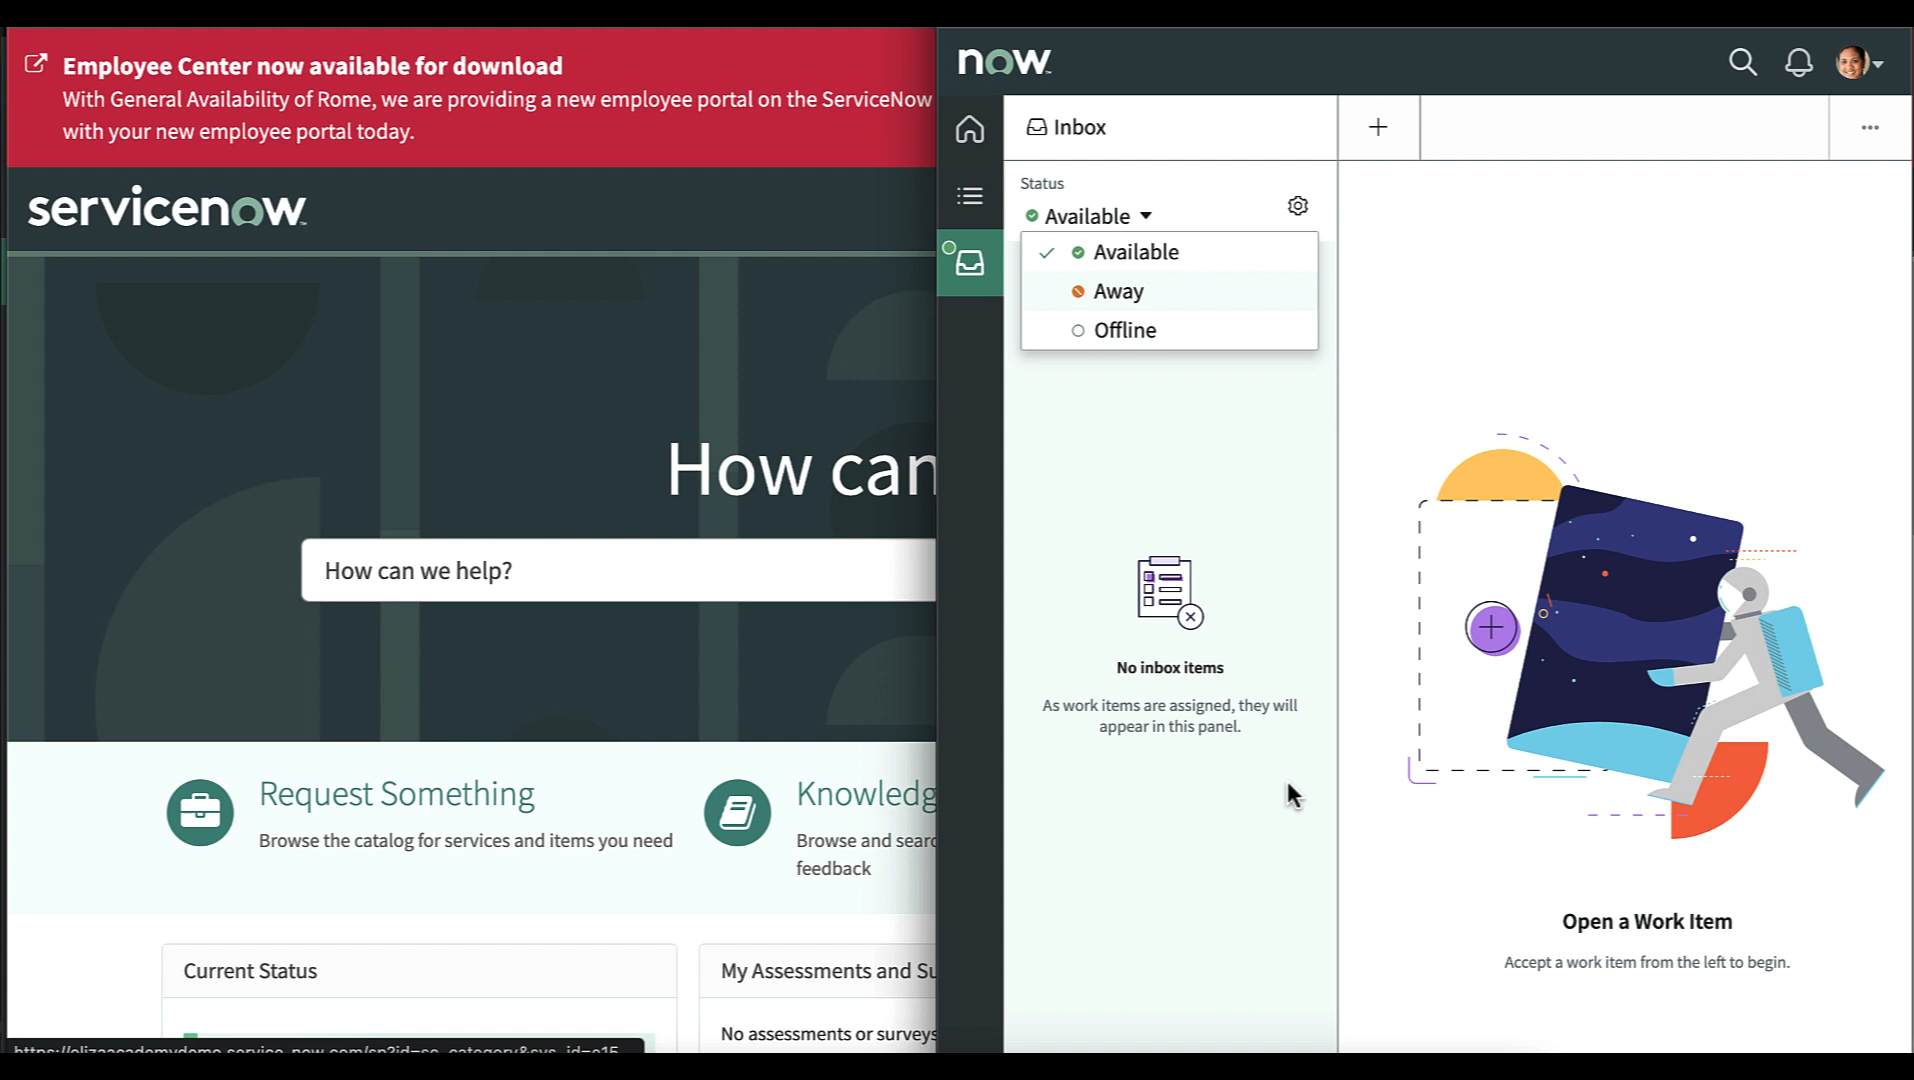 Employee Center now available for download
With General Availability of Rome, we are providing a new employee portal on the ServiceNow
with your new employee portal today.
servicenow
How can
How can we help?
Request Something
Browse the catalog for services and items you need
Knowledg
Browse and searc
feedback
Current Status
My Assessments and Su
No assessments or surveys
now
Inbox
Status
Available
Available
Away
Offline
No inbox items
As work items are assigned, they will
appear in this panel.
Open a Work Item
Accept a work item from the left to begin.